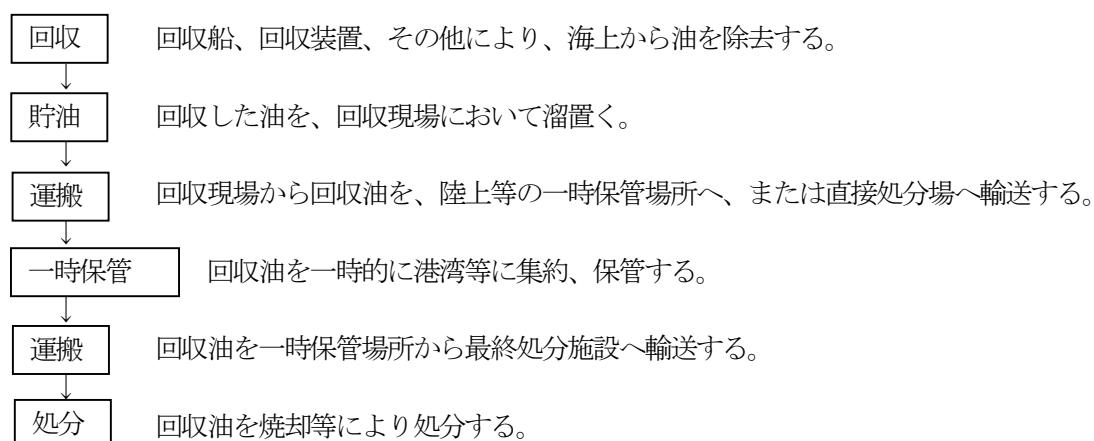 回収 回収船、回収装置、その他により、海上から油を除去する。
↓
貯油 回収した油を、回収現場において溜置く。
↓
運搬 回収現場から回収油を、陸上等の一時保管場所へ、または直接処分場へ輸送する。
↓
一時保管 回収油を一時的に港湾等に集約、保管する。
↓
運搬 回収油を一時保管場所から最終処分施設へ輸送する。
↓
処分 回収油を焼却等により処分する。